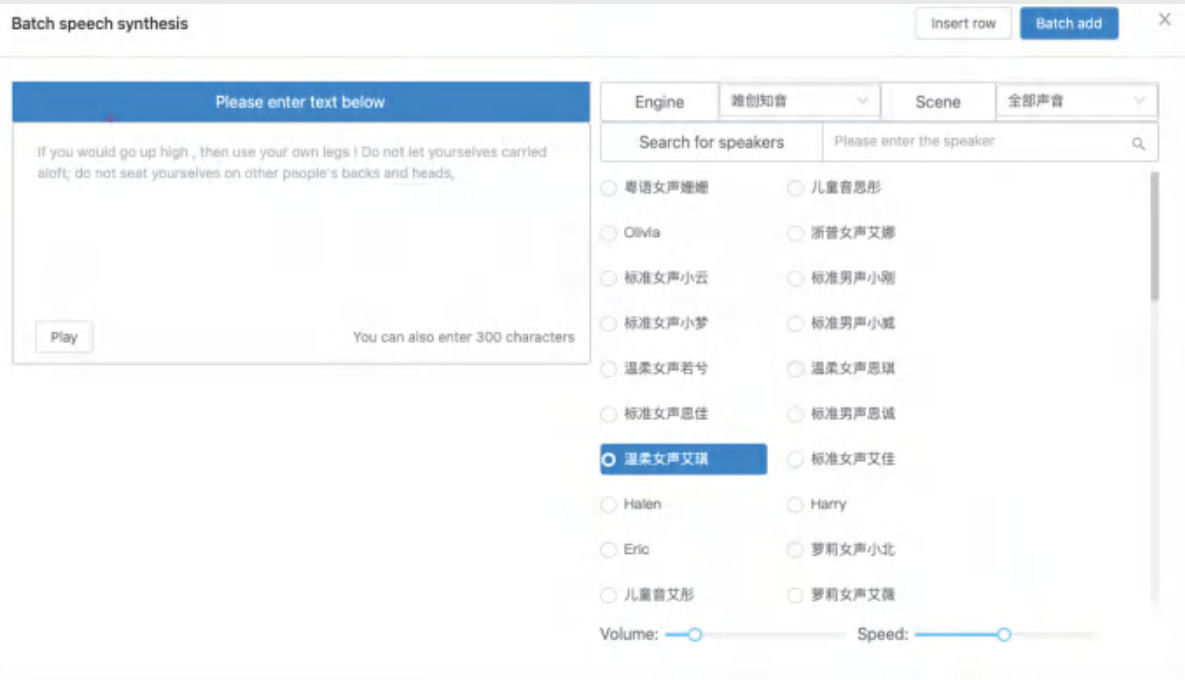 Batch speech synthesis
Insert row
Batch add
Please enter text below
If you would go up high , then use your own legs ! Do not let yourselves carried
aloft; do not seat yourselves on other people's backs and heads,
Play
You can also enter 300 characters
Engine
唯创知音
Scene
全部声音
Search for speakers
Please enter the speaker
粤语女声姗姗
儿童音思彤
Olivia
浙普女声艾娜
标准女声小云
标准男声小刚
标准女声小梦
标准男声小威
温柔女声若兮
温柔女声思琪
标准女声思佳
标准男声思诚
温柔女声艾琪
标准女声艾佳
Halen
Harry
Eric
萝莉女声小北
儿童音艾彤
萝莉女声艾薇
Volume:
Speed: